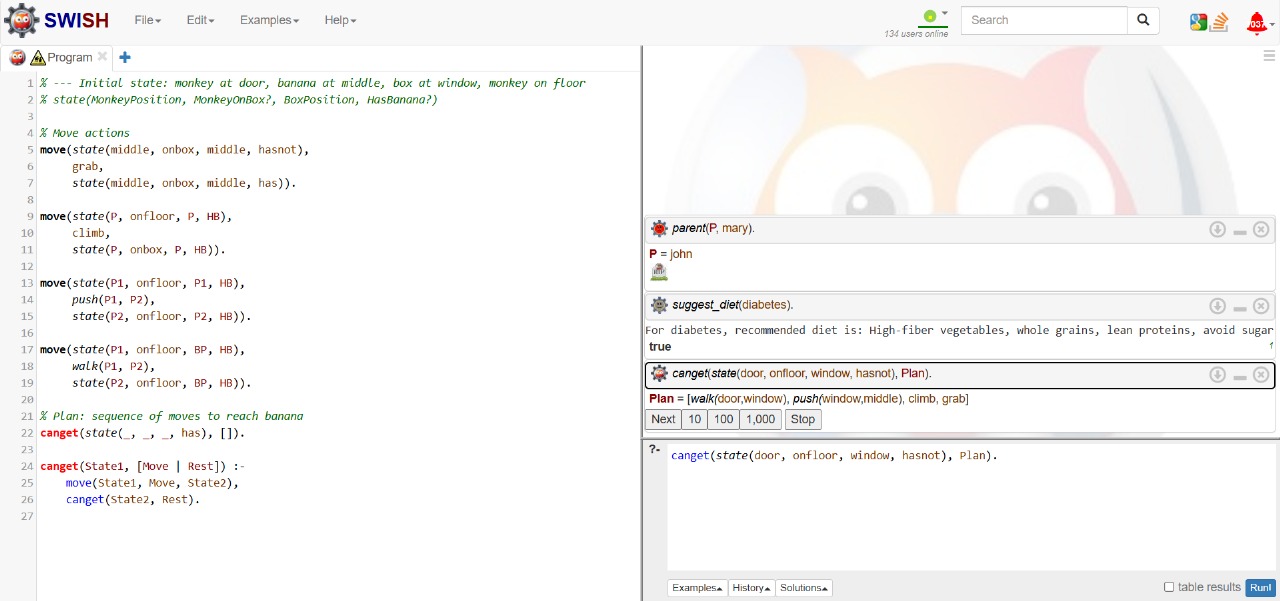 SWISH File Edit Examples Help 134 users online Search
Program
1 % --- Initial state: monkey at door, banana at middle, box at window, monkey on floor
2 % state(MonkeyPosition, MonkeyOnBox?, BoxPosition, HasBanana?)
3
4 % Move actions
5 move(state(middle, onbox, middle, hasnot),
6 grab,
7 state(middle, onbox, middle, has)).
8
9 move(state(P, onfloor, P, HB),
10 climb,
11 state(P, onbox, P, HB)).
12
13 move(state(P1, onfloor, P1, HB),
14 push(P1, P2),
15 state(P2, onfloor, P2, HB)).
16
17 move(state(P1, onfloor, BP, HB),
18 walk(P1, P2),
19 state(P2, onfloor, BP, HB)).
20
21 % Plan: sequence of moves to reach banana
22 canget(state(_, _, _, has), []).
23
24 canget(State1, [Move | Rest]) :-
25 move(State1, Move, State2),
26 canget(State2, Rest).
27
parent(P, mary).
P = john
suggest_diet(diabetes).
For diabetes, recommended diet is: High-fiber vegetables, whole grains, lean proteins, avoid sugar
true
1
canget(state(door, onfloor, window, hasnot), Plan).
Plan = [walk(door,window), push(window,middle), climb, grab]
Next 10 100 1,000 Stop
?- canget(state(door, onfloor, window, hasnot), Plan).
Examples History Solutions table results Run!